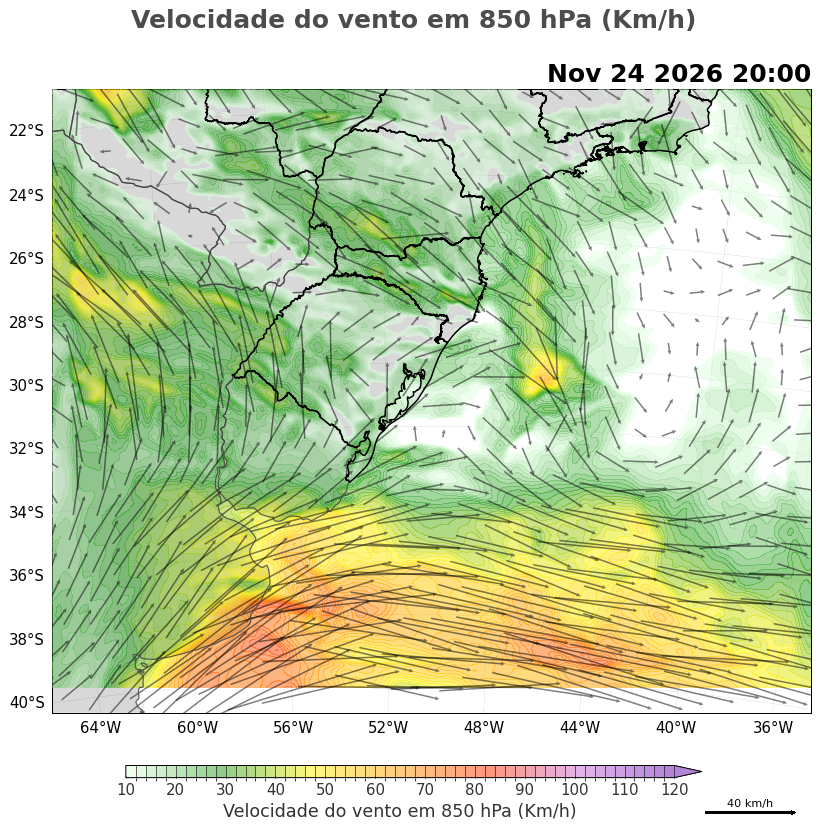 Velocidade do vento em 850 hPa (Km/h)
Nov 24 2026 20:00
22°S
24°S
26°S
28°S
30°S
32°S
34°S
36°S
38°S
40°S
64°W 60°W 56°W 52°W 48°W 44°W 40°W 36°W
10 20 30 40 50 60 70 80 90 100 110 120
Velocidade do vento em 850 hPa (Km/h)
40 km/h